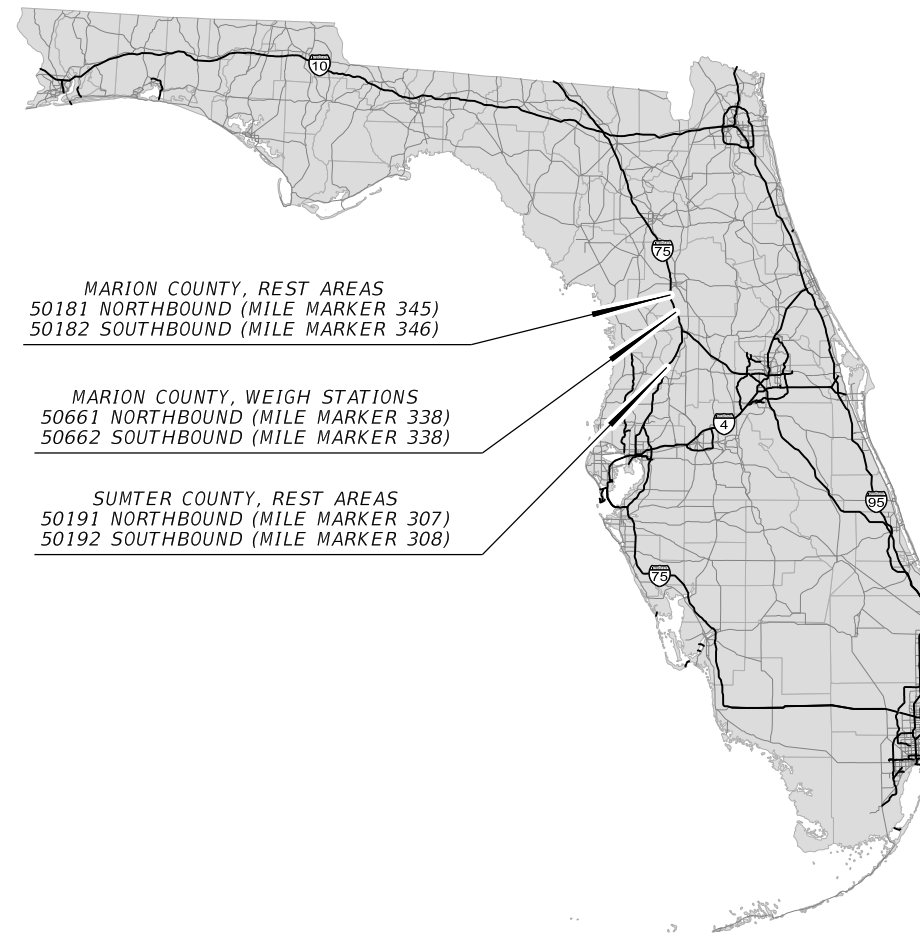 10
75
MARION COUNTY, REST AREAS
50181 NORTHBOUND (MILE MARKER 345)
50182 SOUTHBOUND (MILE MARKER 346)
MARION COUNTY, WEIGH STATIONS
50661 NORTHBOUND (MILE MARKER 338)
50662 SOUTHBOUND (MILE MARKER 338)
4
SUMTER COUNTY, REST AREAS
50191 NORTHBOUND (MILE MARKER 307)
50192 SOUTHBOUND (MILE MARKER 308)
95
75